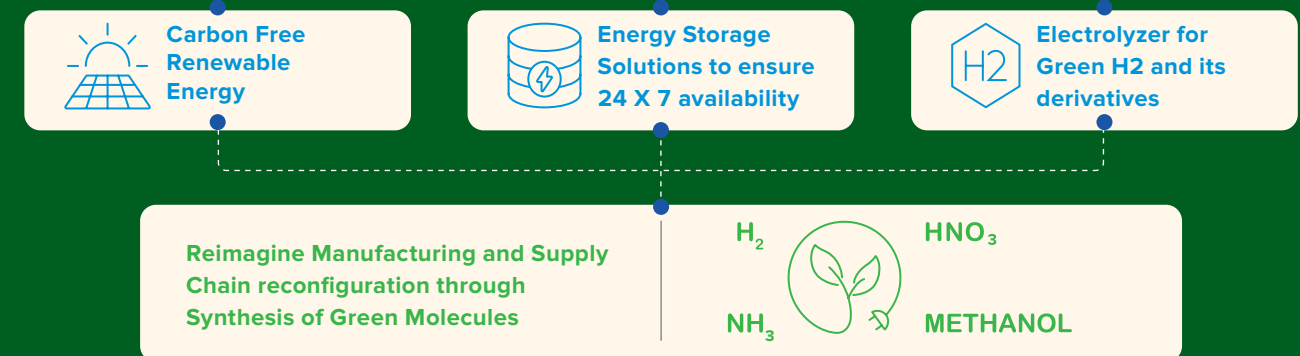 Carbon Free
Renewable
Energy
Energy Storage
Solutions to ensure
24 X 7 availability
H2
Electrolyzer for
Green H2 and its
derivatives
Reimagine Manufacturing and Supply
Chain reconfiguration through
Synthesis of Green Molecules
H₂
HNO₃
NH₃
METHANOL